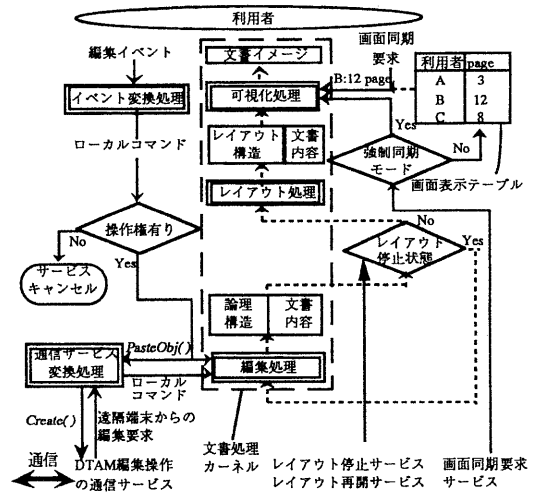 利用者
編集イベント
文書イメージ
画面同期
要求
B:12 page
利用者 page
A 3
B 12
C 8
イベント変換処理
可視化処理
Yes
ローカルコマンド
レイアウト
構造
文書
内容
強制同期
モード
No
画面表示テーブル
レイアウト処理
操作権有り
No
Yes
No
Yes
レイアウト
停止状態
サービス
キャンセル
論理
構造
文書
内容
PasteObj( )
通信サービス
変換処理
編集処理
ローカル
コマンド
Create( )
遠隔端末からの
編集要求
文書処理
カーネル
通信
DTAM編集操作
の通信サービス
レイアウト停止サービス
レイアウト再開サービス
画面同期要求
サービス